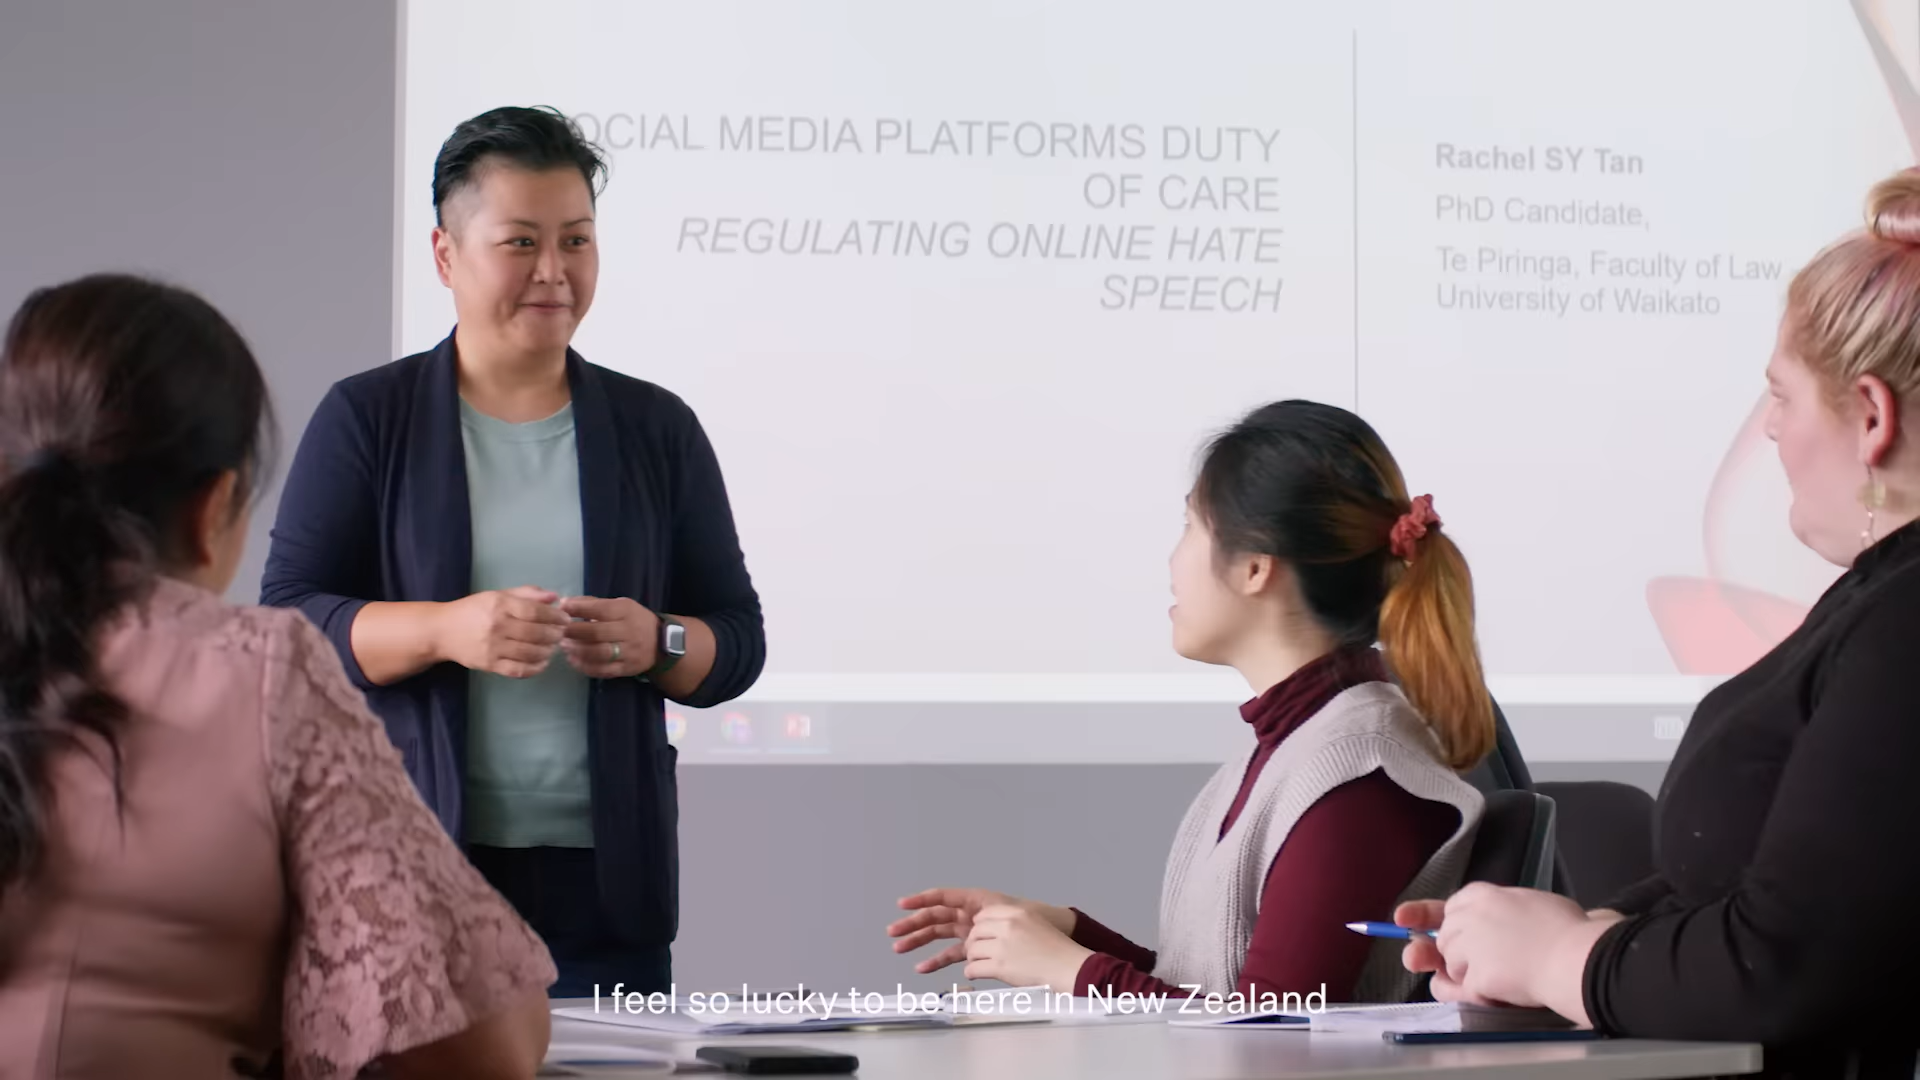 OCIAL MEDIA PLATFORMS DUTY
OF CARE
REGULATING ONLINE HATE
SPEECH
Rachel SY Tan
PhD Candidate,
Te Piringa, Faculty of Law
University of Waikato
I feel so lucky to be here in New Zealand